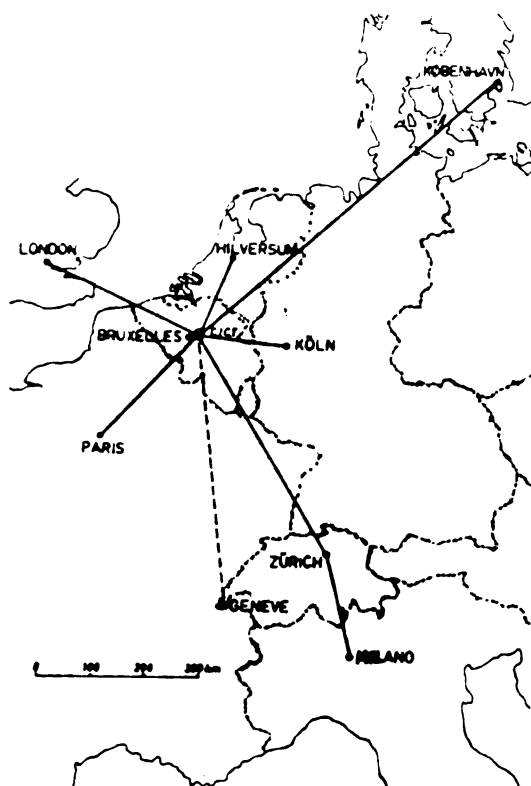 KØBENHAVN
LONDON
HILVERSUM
BRUXELLES
KÖLN
PARIS
ZÜRICH
GENEVE
MILANO
0 100 200 300 km